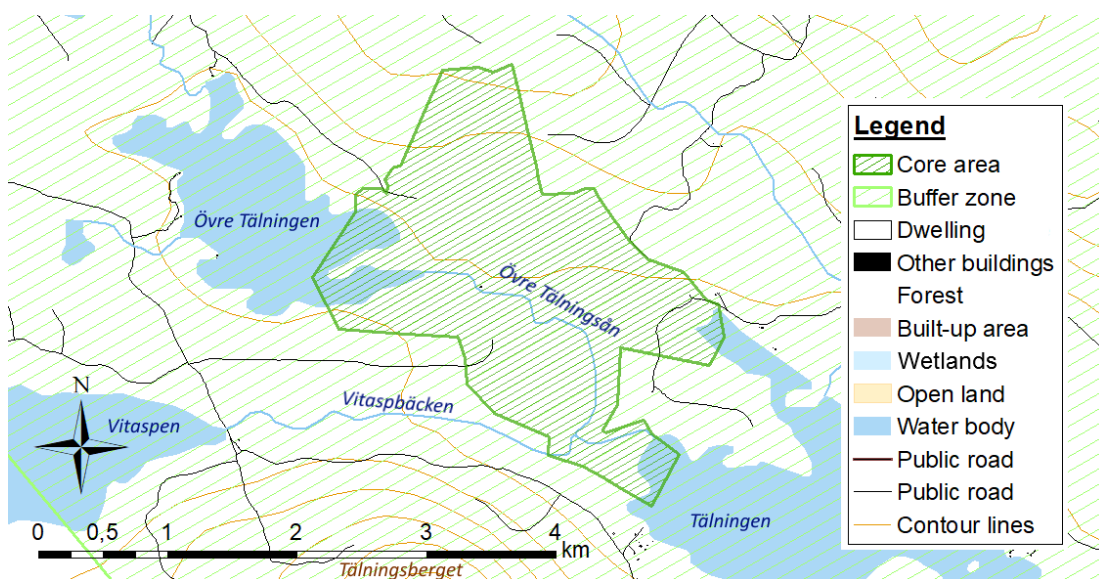 Övre Tälningen
Övre Tälningsån
Vitaspbäcken
Vitaspen
Tälningen
Tälningsberget
N
0 0,5 1 2 3 4
km
Legend
Core area
Buffer zone
Dwelling
Other buildings
Forest
Built-up area
Wetlands
Open land
Water body
Public road
Public road
Contour lines